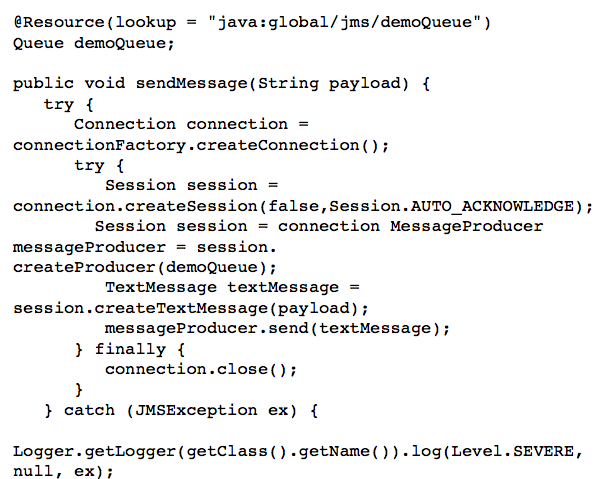 @Resource(lookup = "java:global/jms/demoQueue")
Queue demoQueue;
public void sendMessage(String payload) {
try {
Connection connection =
connectionFactory.createConnection();
try {
Session session =
connection.createSession(false,Session.AUTO_ACKNOWLEDGE);
Session session = connection MessageProducer
messageProducer = session.
createProducer(demoQueue);
TextMessage textMessage =
session.createTextMessage(payload);
messageProducer.send(textMessage);
} finally {
connection.close();
}
} catch (JMSException ex) {
Logger.getLogger(getClass().getName()).log(Level.SEVERE,
null, ex);